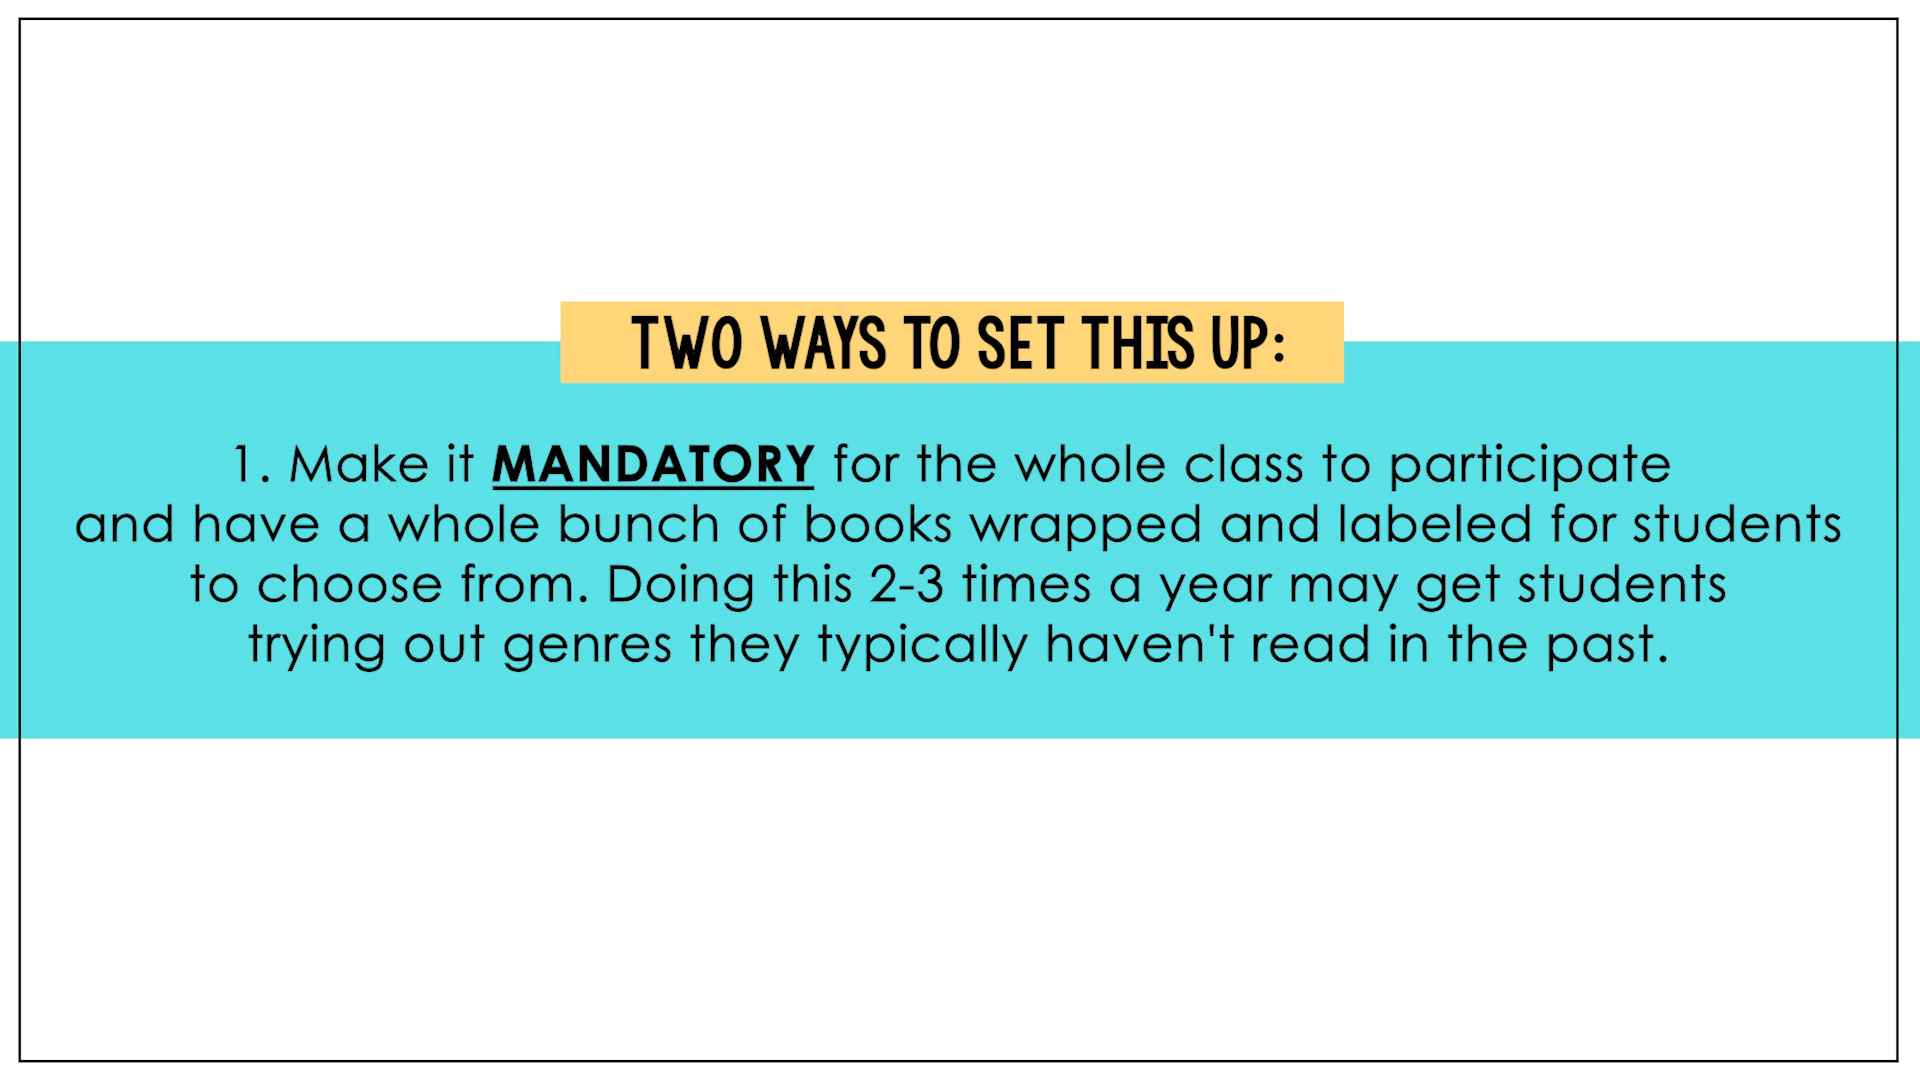 TWO WAYS TO SET THIS UP:
1. Make it MANDATORY for the whole class to participate
and have a whole bunch of books wrapped and labeled for students
to choose from. Doing this 2-3 times a year may get students
trying out genres they typically haven't read in the past.